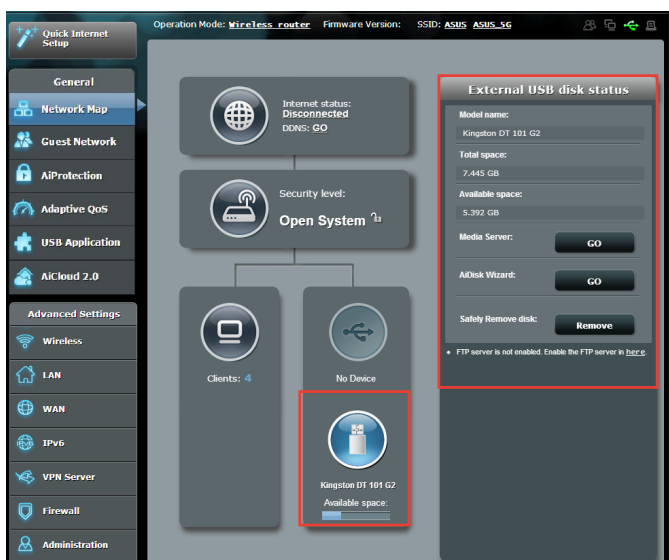 Quick Internet
Setup
Operation Mode: Wireless router Firmware Version: SSID: ASUS ASUS_5G
General
Network Map
Guest Network
AiProtection
Adaptive QoS
USB Application
AiCloud 2.0
Advanced Settings
Wireless
LAN
WAN
IPv6
IPv6
VPN Server
Firewall
Administration
Internet status:
Disconnected
DDNS: GO
Security level:
Open System
Clients: 4
No Device
Kingston DT 101 G2
Available space:
External USB disk status
Model name:
Kingston DT 101 G2
Total space:
7.445 GB
Available space:
5.392 GB
Media Server: GO
AiDisk Wizard: GO
Safely Remove disk: Remove
• FTP server is not enabled. Enable the FTP server in here.